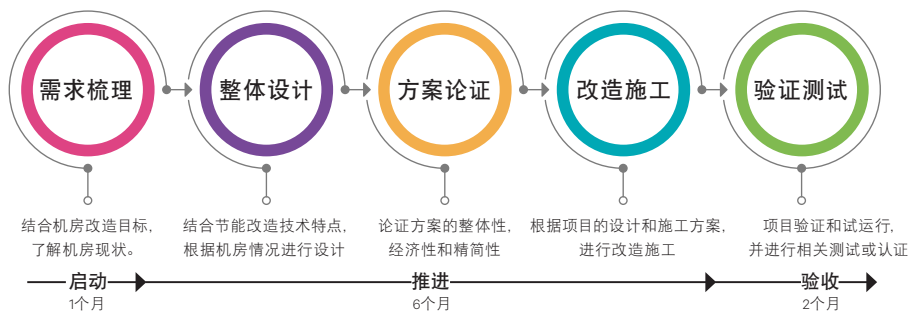 需求梳理
整体设计
方案论证
改造施工
验证测试
结合机房改造目标,
了解机房现状。
结合节能改造技术特点,
根据机房情况进行设计
论证方案的整体性,
经济性和精简性
根据项目的设计和施工方案,
进行改造施工
项目验证和试运行,
并进行相关测试或认证
启动
1个月
推进
6个月
验收
2个月